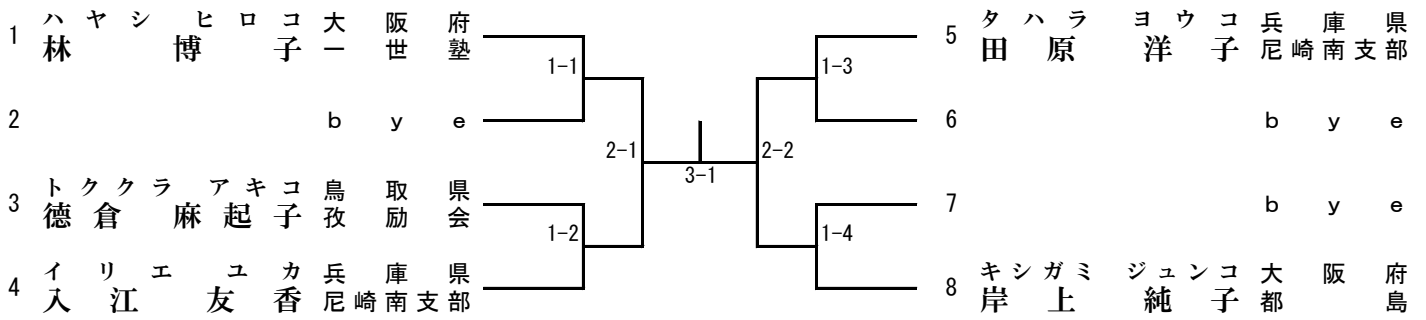 ハヤシ ヒロコ 大阪府
1 林 博子 一世塾
1-1
2 bye
2-1
トククラ アキコ 鳥取県
3 德倉 麻起子 孜励会
1-2
イリエ ユカ 兵庫県
4 入江 友香 尼崎南支部
3-1
タハラ ヨウコ 兵庫県
5 田原 洋子 尼崎南支部
1-3
6 bye
2-2
7 bye
1-4
キシガミ ジュンコ 大阪府
8 岸上 純子 都島